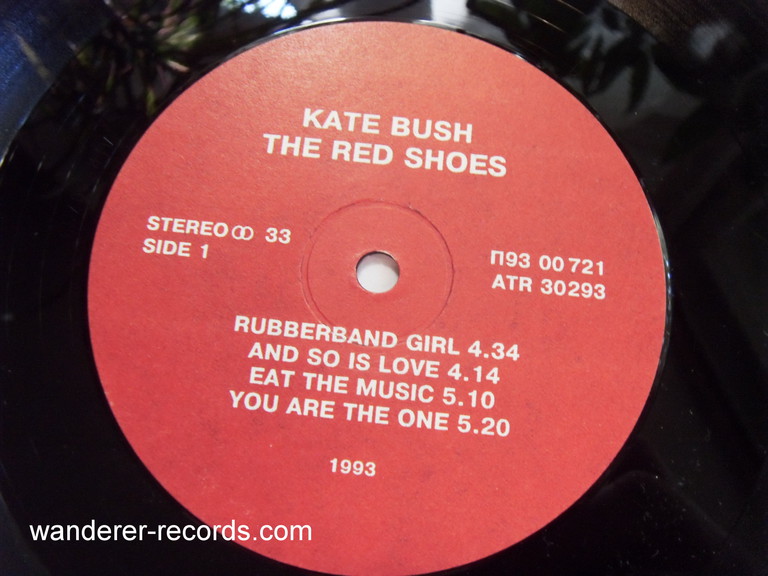 KATE BUSH
THE RED SHOES
STEREO ꝏ 33
SIDE 1
П93 00721
ATR 30293
RUBBERBAND GIRL 4.34
AND SO IS LOVE 4.14
EAT THE MUSIC 5.10
YOU ARE THE ONE 5.20
1993
wanderer-records.com